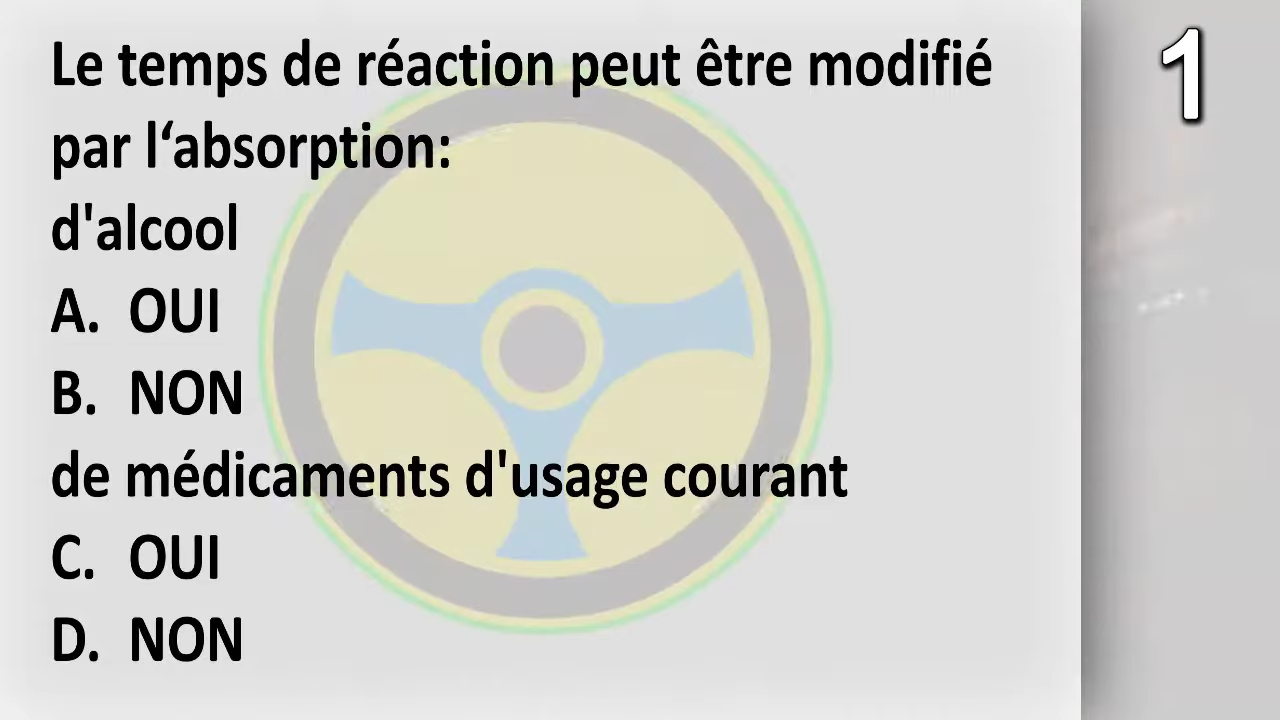 Le temps de réaction peut être modifié
par l‘absorption:
d'alcool
A. OUI
B. NON
de médicaments d'usage courant
C. OUI
D. NON
1